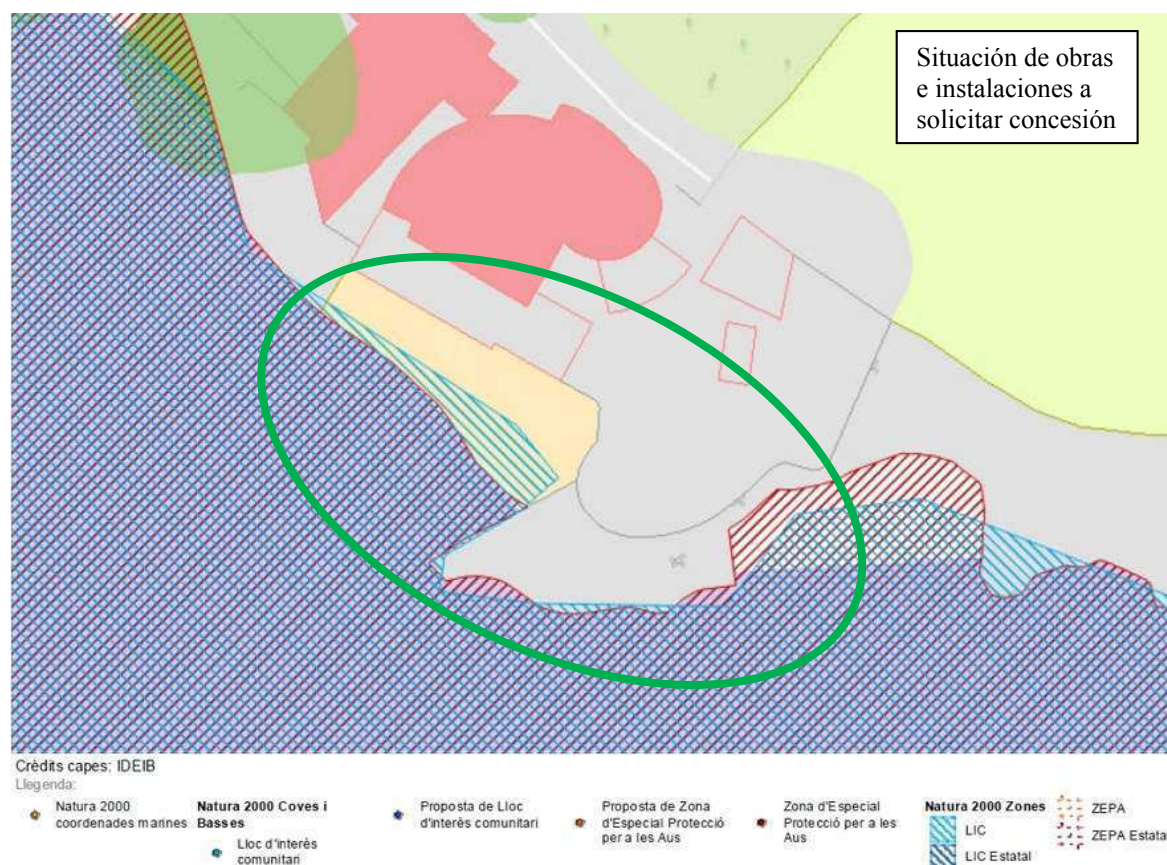 Situación de obras
e instalaciones a
solicitar concesión
Crèdits capes: IDEIB
Llegenda:
Natura 2000
coordenades marines
Natura 2000 Coves i
Basses
Lloc d'interès
comunitari
Proposta de Lloc
d'interès comunitari
Proposta de Zona
d'Especial Protecció
per a les Aus
Zona d'Especial
Protecció per a les
Aus
Natura 2000 Zones
LIC
LIC Estatal
ZEPA
ZEPA Estata